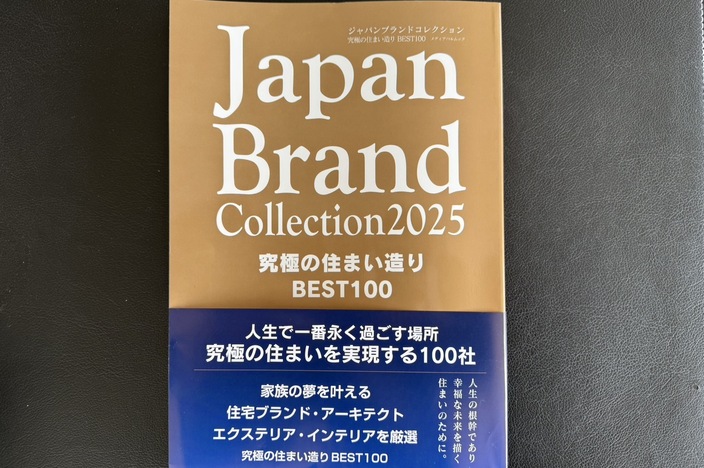 ジャパンブランドコレクション
究極の住まい造り BEST100 メディアパルムック
Japan
Brand
Collection2025
究極の住まい造り
BEST100
人生で一番永く過ごす場所
究極の住まいを実現する100社
家族の夢を叶える
住宅ブランド・アーキテクト
エクステリア・インテリアを厳選
究極の住まい造りBEST100
人生の根幹であり
幸福な未来を描く
住まいのために。